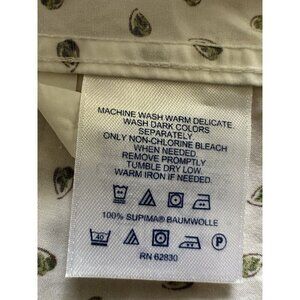 MACHINE WASH WARM DELICATE.
WASH DARK COLORS
SEPARATELY.
ONLY NON-CHLORINE BLEACH
WHEN NEEDED.
REMOVE PROMPTLY
TUMBLE DRY LOW.
WARM IRON IF NEEDED.
100% SUPIMA® BAUMWOLLE
40 P
RN 62830